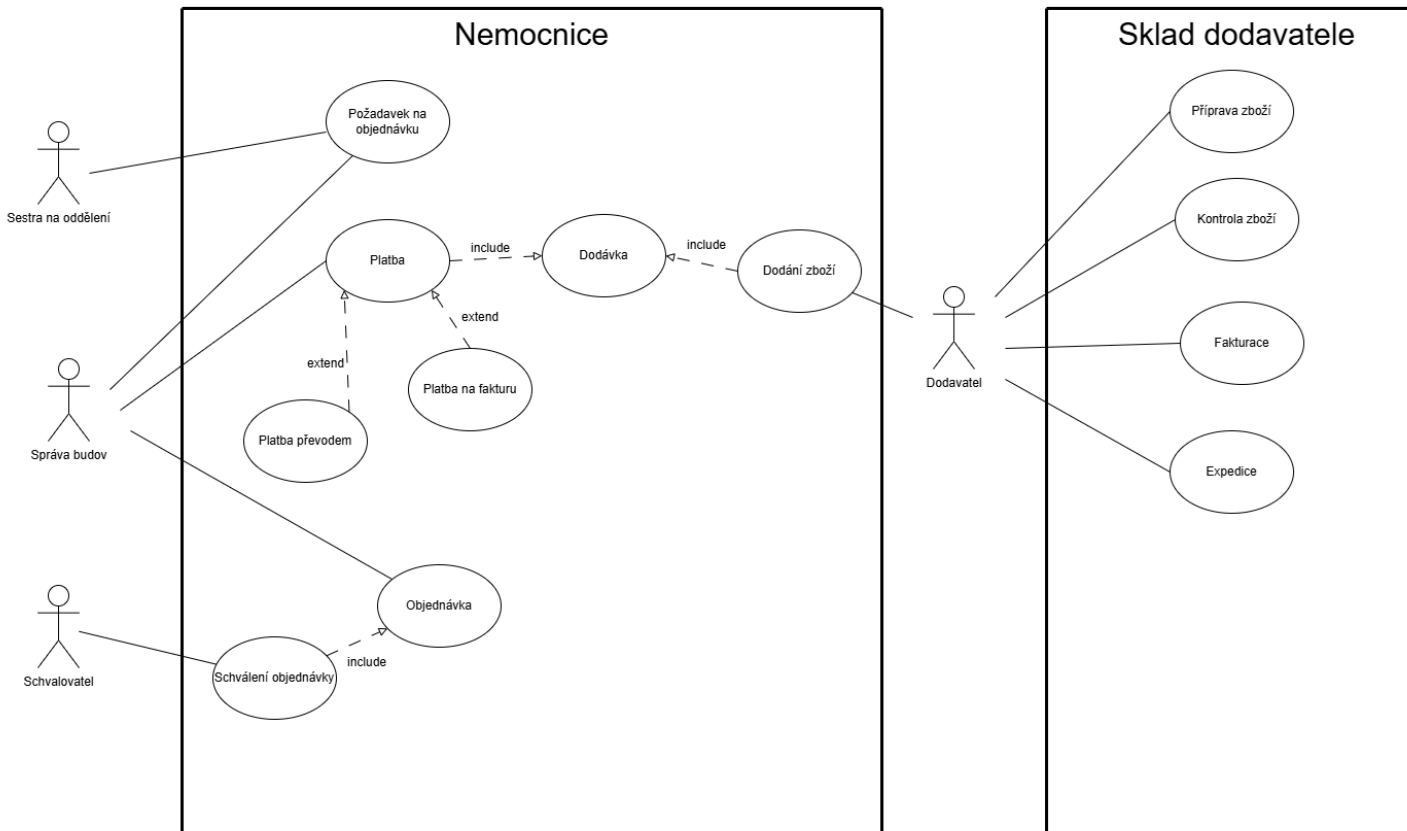 Nemocnice
Sklad dodavatele
Požadavek na
objednávku
Příprava zboží
Sestra na oddělení
Kontrola zboží
include
include
Platba
Dodávka
Dodání zboží
extend
Fakturace
extend
Dodavatel
Platba na fakturu
Platba převodem
Správa budov
Expedice
Objednávka
include
Schválení objednávky
Schvalovatel